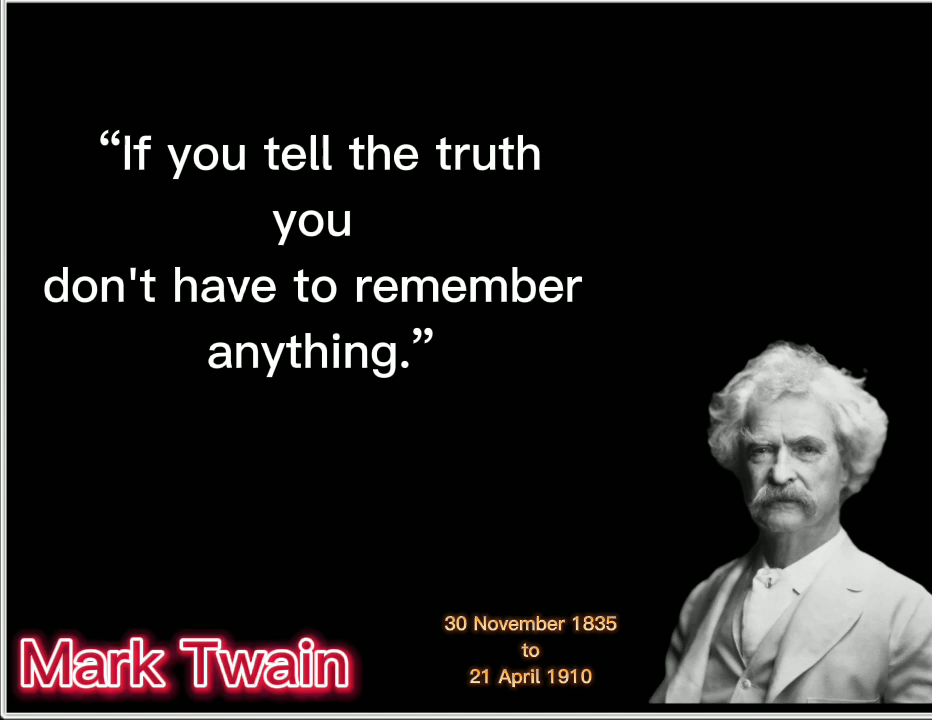 “If you tell the truth
you
don't have to remember
anything.”
Mark Twain
30 November 1835
to
21 April 1910